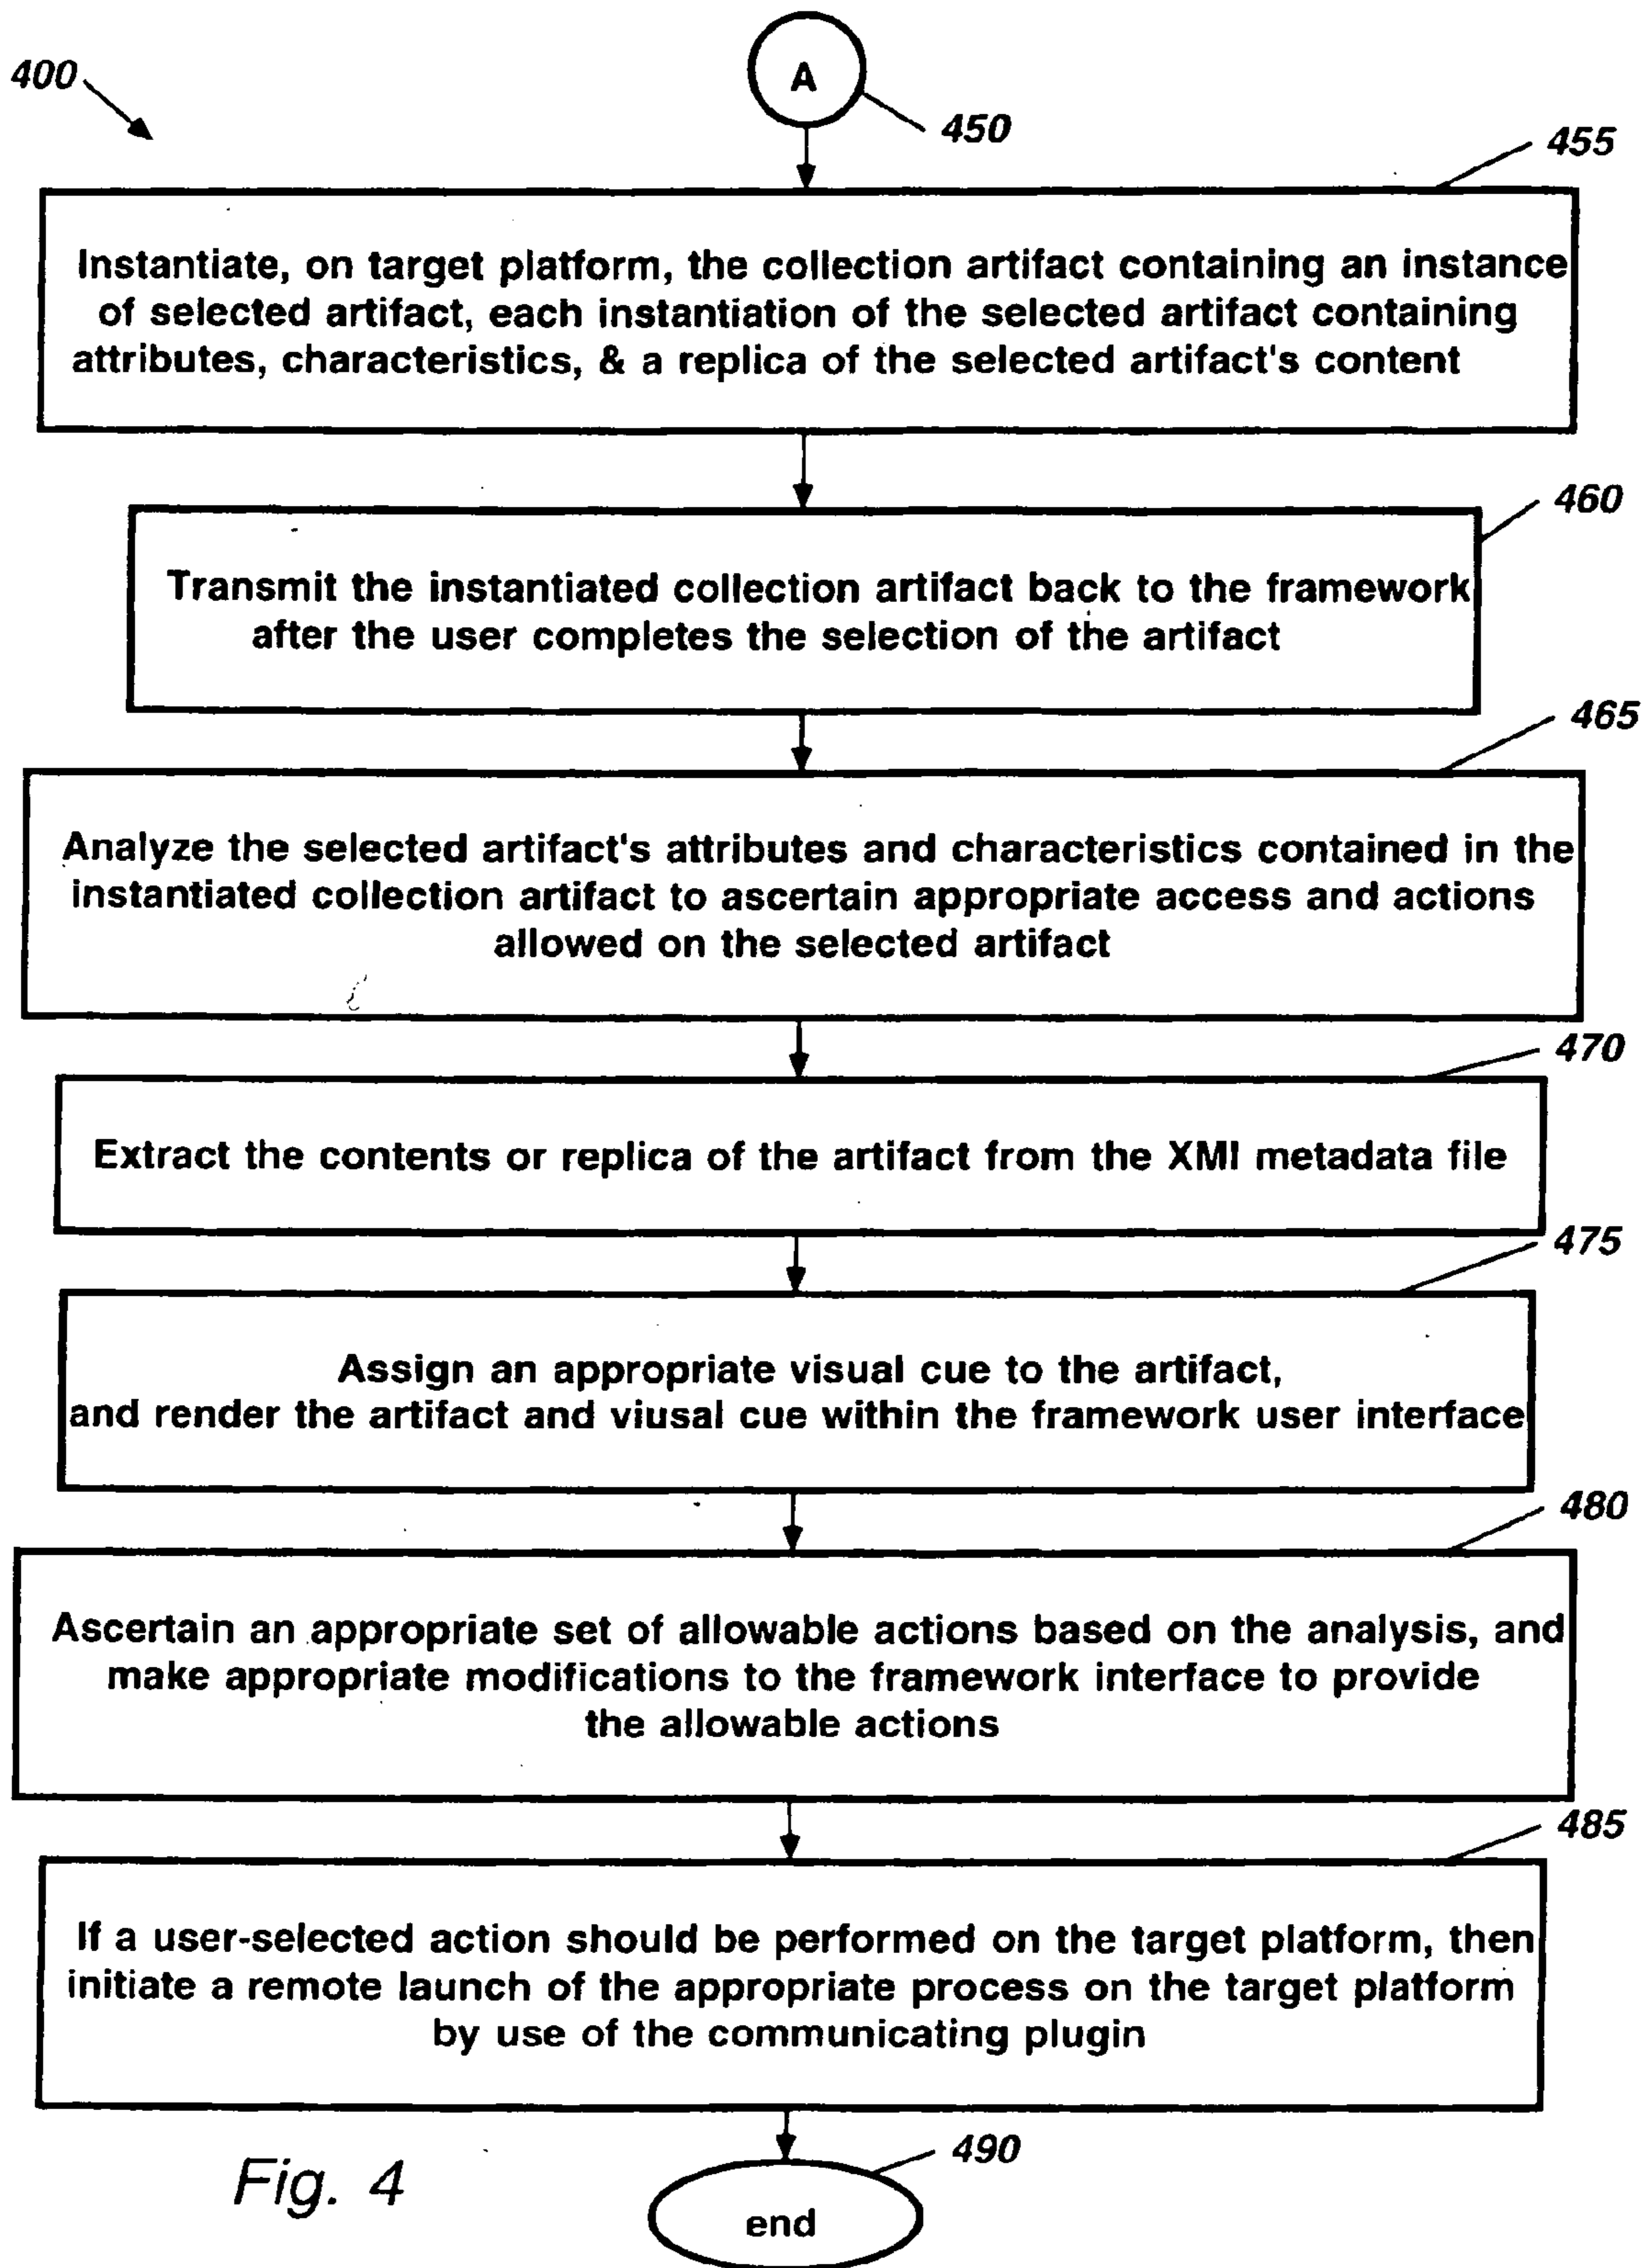 400
A
450
455
Instantiate, on target platform, the collection artifact containing an instance
of selected artifact, each instantiation of the selected artifact containing
attributes, characteristics, & a replica of the selected artifact's content
460
Transmit the instantiated collection artifact back to the framework
after the user completes the selection of the artifact
465
Analyze the selected artifact's attributes and characteristics contained in the
instantiated collection artifact to ascertain appropriate access and actions
allowed on the selected artifact
470
Extract the contents or replica of the artifact from the XMI metadata file
475
Assign an appropriate visual cue to the artifact,
and render the artifact and viusal cue within the framework user interface
480
Ascertain an appropriate set of allowable actions based on the analysis, and
make appropriate modifications to the framework interface to provide
the allowable actions
485
If a user-selected action should be performed on the target platform, then
initiate a remote launch of the appropriate process on the target platform
by use of the communicating plugin
490
end
Fig. 4